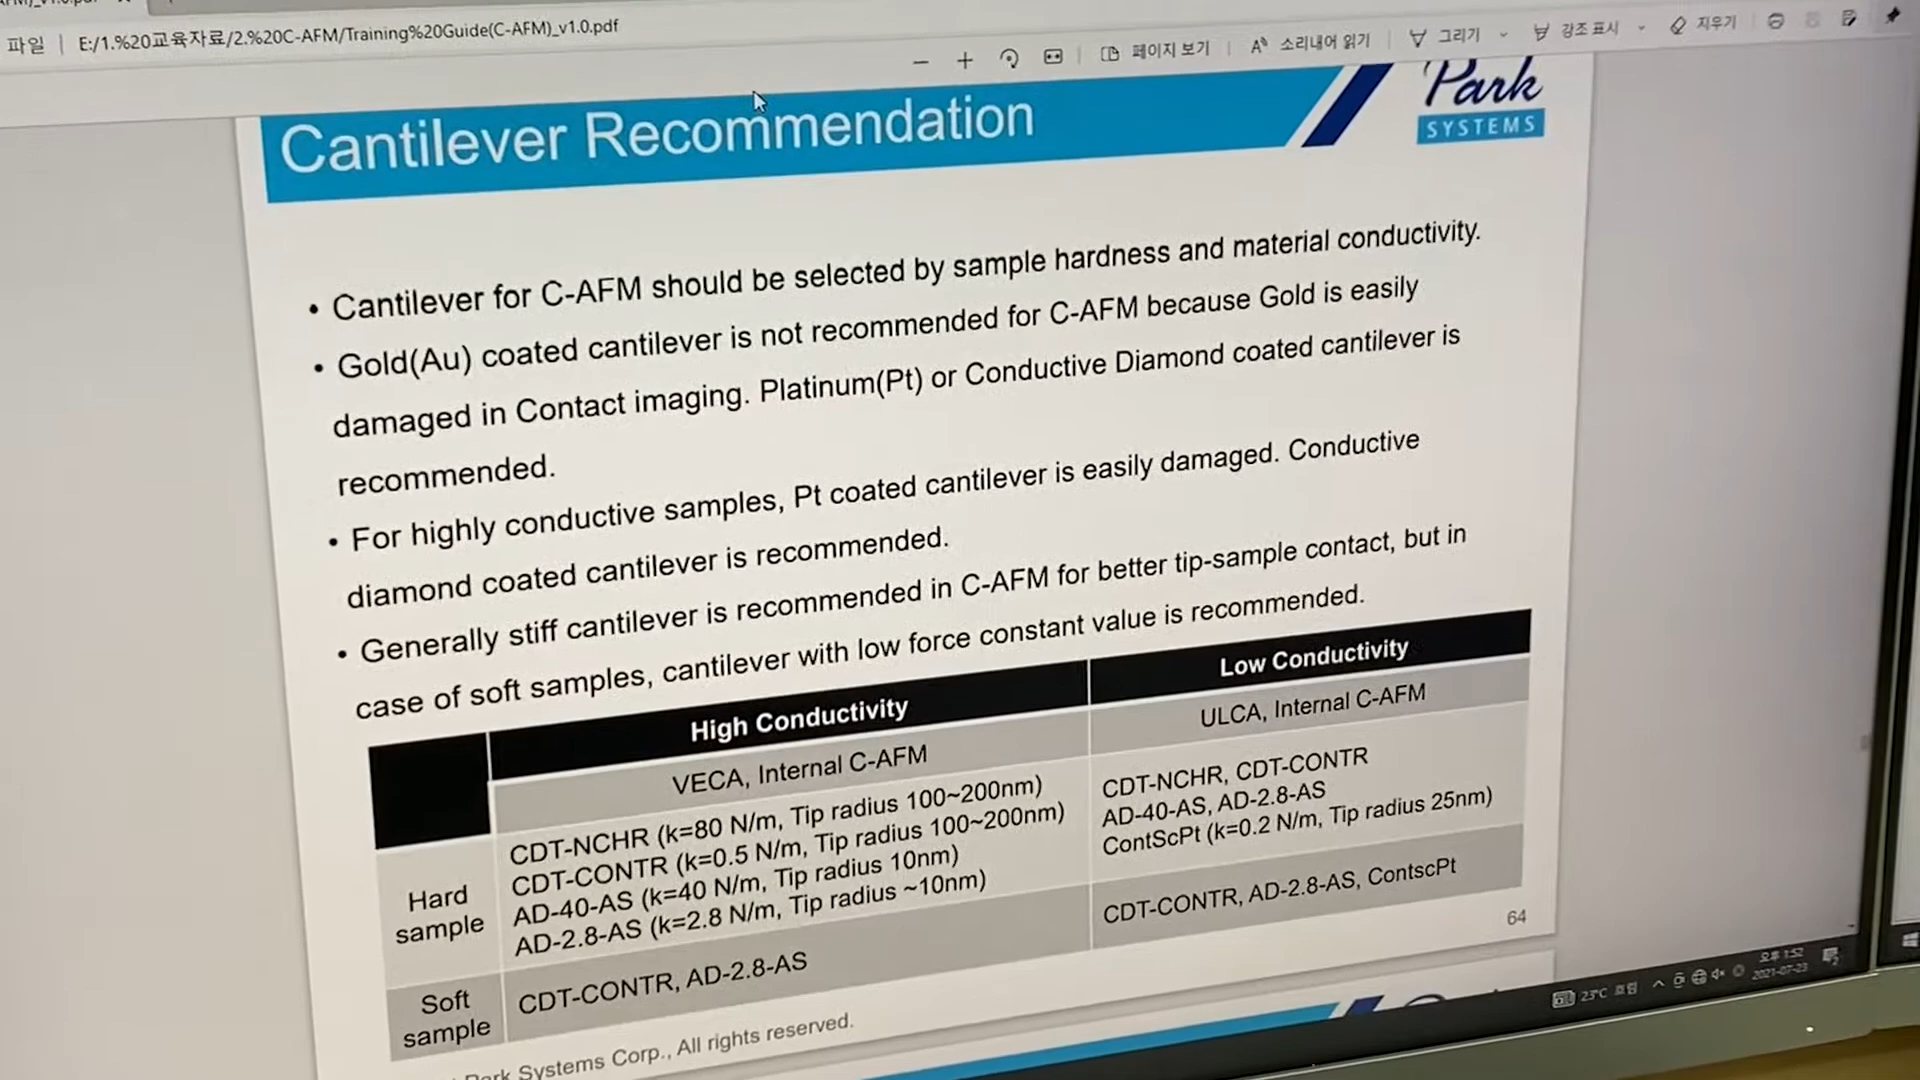 파일 | E:/1.%20교육자료/2.%20C-AFM/Training%20Guide(C-AFM)_v1.0.pdf
페이지 보기 | 소리내어 읽기 | 그리기 강조 표시 지우기
Park
SYSTEMS
Cantilever Recommendation
• Cantilever for C-AFM should be selected by sample hardness and material conductivity.
• Gold(Au) coated cantilever is not recommended for C-AFM because Gold is easily
damaged in Contact imaging. Platinum(Pt) or Conductive Diamond coated cantilever is
recommended.
• For highly conductive samples, Pt coated cantilever is easily damaged. Conductive
diamond coated cantilever is recommended.
• Generally stiff cantilever is recommended in C-AFM for better tip-sample contact, but in
case of soft samples, cantilever with low force constant value is recommended.
High Conductivity
Low Conductivity
VECA, Internal C-AFM
ULCA, Internal C-AFM
Hard
sample
CDT-NCHR (k=80 N/m, Tip radius 100~200nm)
CDT-CONTR (k=0.5 N/m, Tip radius 100~200nm)
AD-40-AS (k=40 N/m, Tip radius 10nm)
AD-2.8-AS (k=2.8 N/m, Tip radius ~10nm)
CDT-NCHR, CDT-CONTR
AD-40-AS, AD-2.8-AS
ContScPt (k=0.2 N/m, Tip radius 25nm)
Soft
sample
CDT-CONTR, AD-2.8-AS
CDT-CONTR, AD-2.8-AS, ContscPt
64
Park Systems Corp., All rights reserved.
23°C 흐림
오후 1:52
2021-07-23